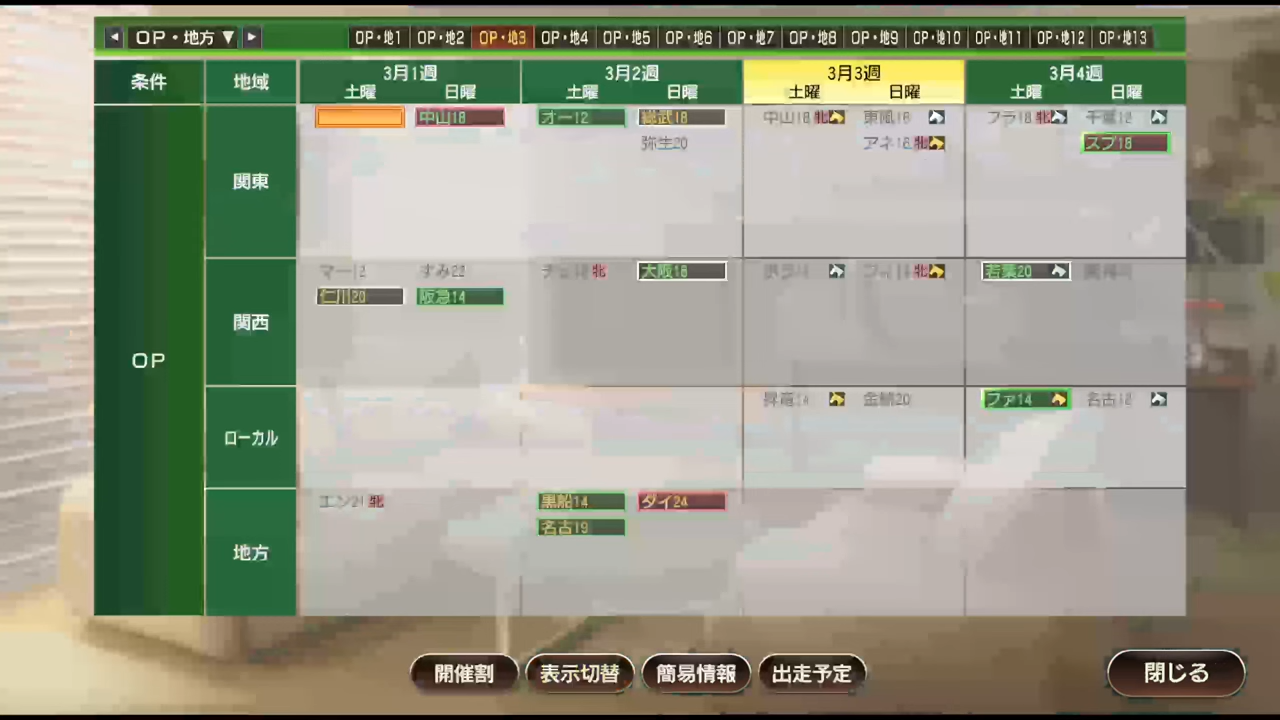 ◀ OP・地方▼ ▶ OP・地1 OP・地2 OP・地3 OP・地4 OP・地5 OP・地6 OP・地7 OP・地8 OP・地9 OP・地10 OP・地11 OP・地12 OP・地13
条件 地域 3月1週 3月2週 3月3週 3月4週
土曜 日曜 土曜 日曜 土曜 日曜 土曜 日曜
中山18 オー12 総武18 中山18牝 東風18 フラ18牝 千葉12
弥生20 アネ18牝 スプ18
関東
マー12 すみ22 チュ18牝 大阪18 若葉20
仁川20 阪急14
関西
OP
昇竜14 金鯱20 ファ14 名古12
ローカル
エン21牝 黒船14 ダイ24
名古19
地方
開催割 表示切替 簡易情報 出走予定 閉じる